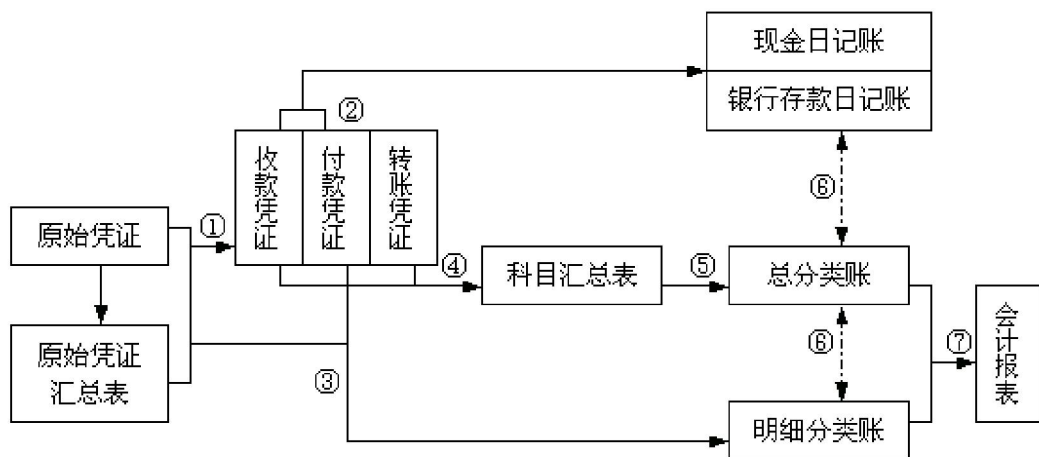 现金日记账
银行存款日记账
②
收款凭证
付款凭证
转账凭证
⑥
①
原始凭证
④
科目汇总表
⑤
总分类账
原始凭证
汇总表
③
⑥
⑦
会计报表
明细分类账